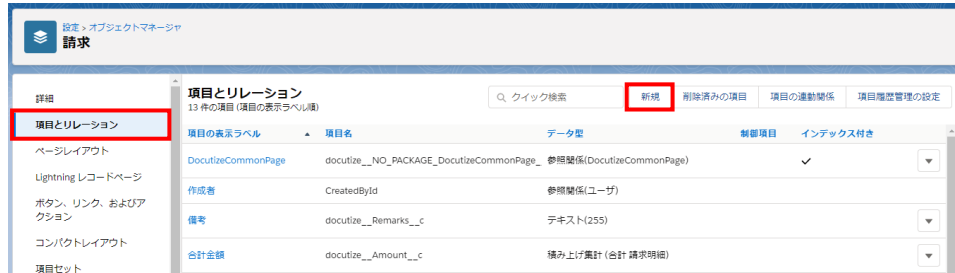 設定 > オブジェクトマネージャ
請求
詳細
項目とリレーション
ページレイアウト
Lightning レコードページ
ボタン、リンク、およびア
クション
コンパクトレイアウト
項目セット
項目とリレーション
13 件の項目 (項目の表示ラベル順)
クイック検索
新規
削除済みの項目
項目の連動関係
項目履歴管理の設定
項目の表示ラベル 項目名 データ型 制御項目 インデックス付き
DocutizeCommonPage docutize__NO_PACKAGE_DocutizeCommonPage_ 参照関係(DocutizeCommonPage)
作成者 CreatedById 参照関係(ユーザ)
備考 docutize__Remarks__c テキスト(255)
合計金額 docutize__Amount__c 積み上げ集計 (合計 請求明細)